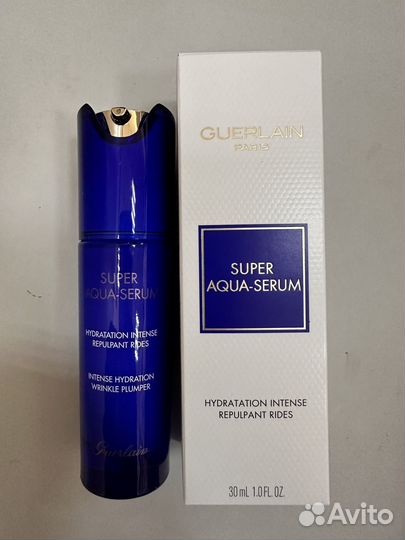 SUPER
AQUA-SERUM
HYDRATATION INTENSE
REPULPANT RIDES
INTENSE HYDRATION
WRINKLE PLUMPER
Guerlain
GUERLAIN
PARIS
SUPER
AQUA-SERUM
HYDRATATION INTENSE
REPULPANT RIDES
30 mL 1.0 FL. OZ.
Avito